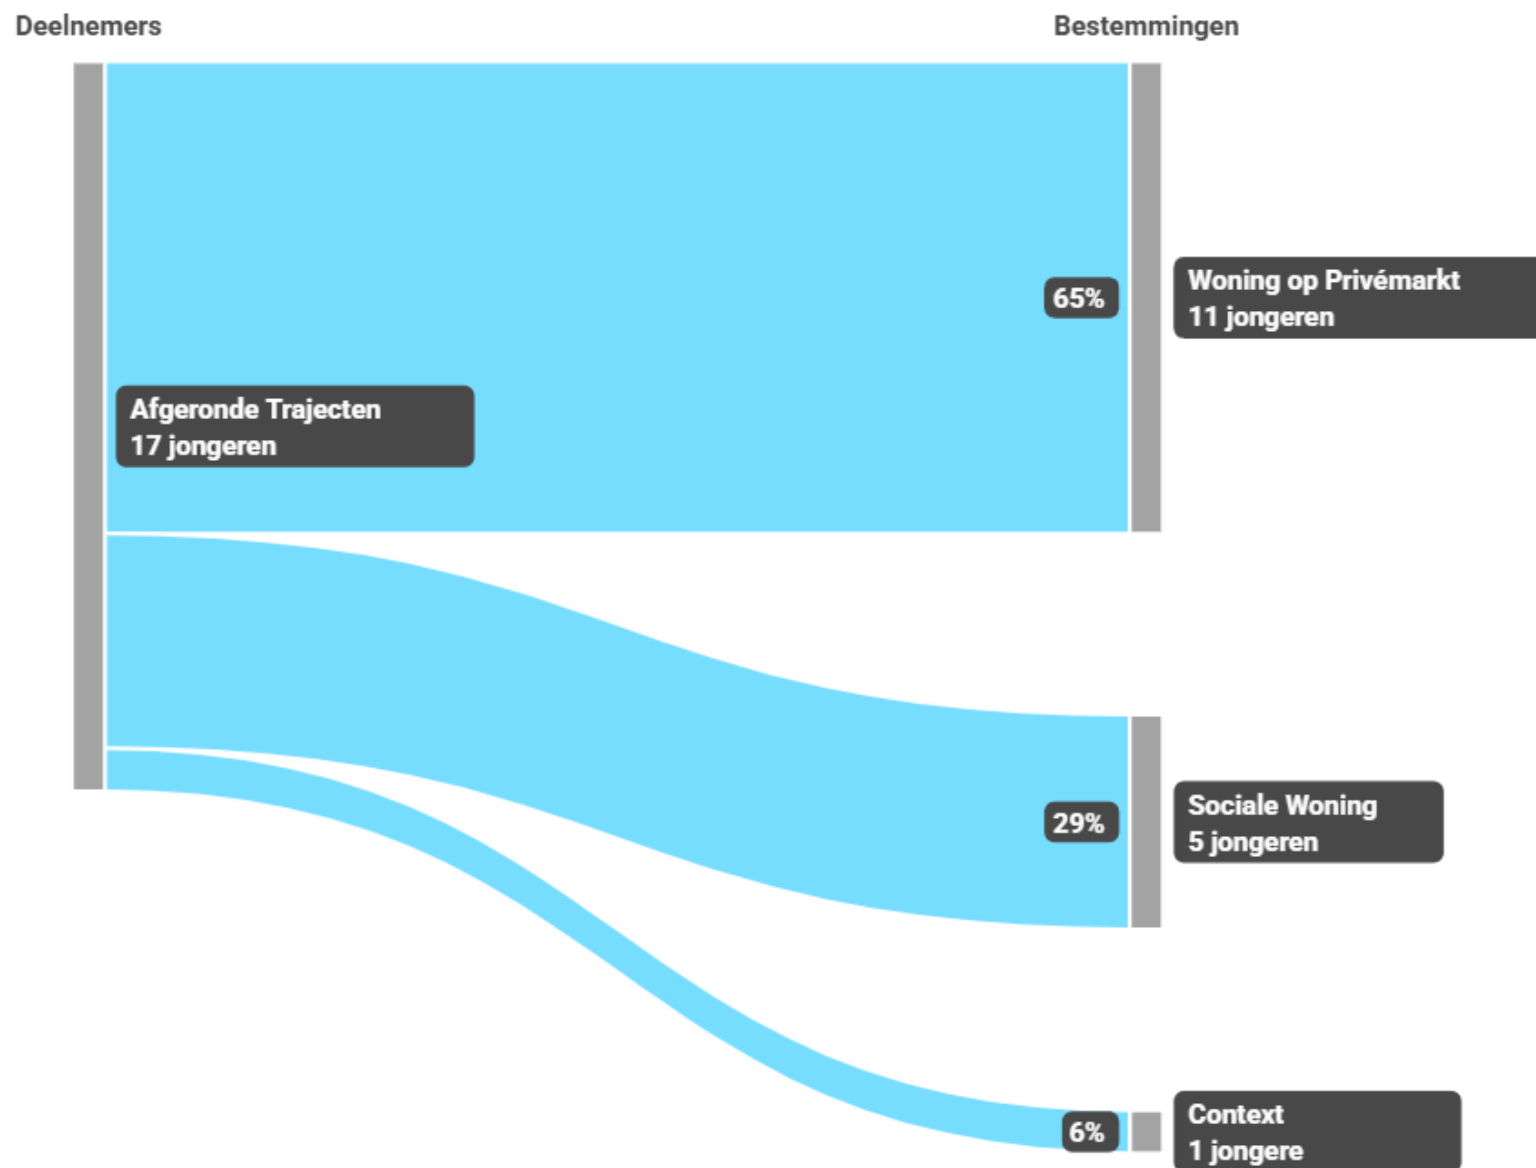 Deelnemers
Bestemmingen
65%
Woning op Privémarkt
11 jongeren
Afgeronde Trajecten
17 jongeren
29%
Sociale Woning
5 jongeren
6%
Context
1 jongere